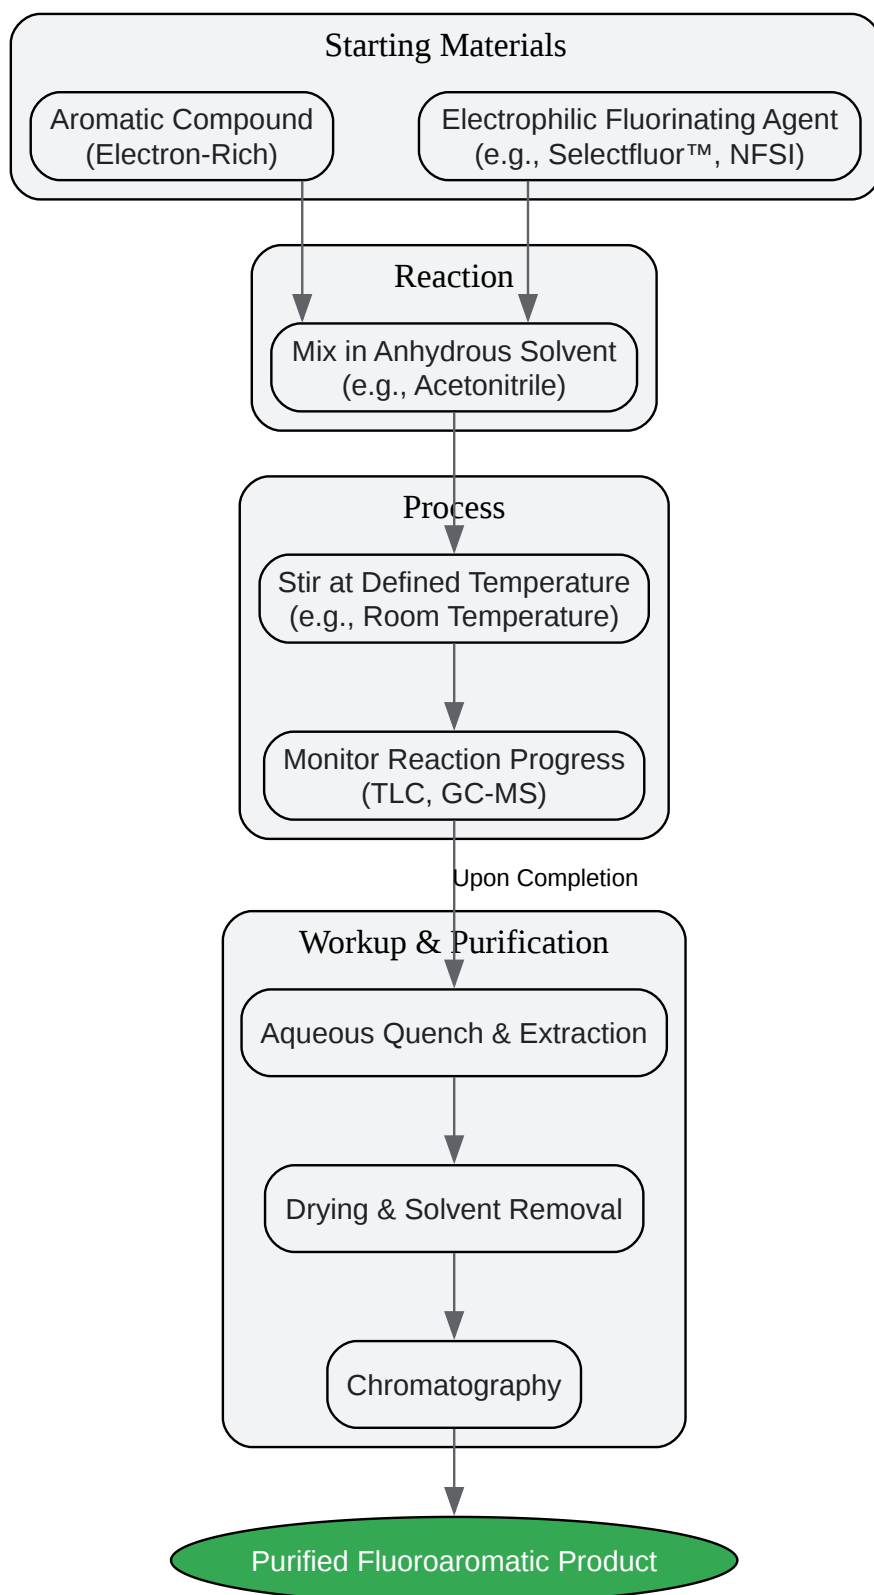 Starting Materials
Aromatic Compound
(Electron-Rich)
Electrophilic Fluorinating Agent
(e.g., Selectfluor™, NFSI)
Reaction
Mix in Anhydrous Solvent
(e.g., Acetonitrile)
Process
Stir at Defined Temperature
(e.g., Room Temperature)
Monitor Reaction Progress
(TLC, GC-MS)
Upon Completion
Workup & Purification
Aqueous Quench & Extraction
Drying & Solvent Removal
Chromatography
Purified Fluoroaromatic Product